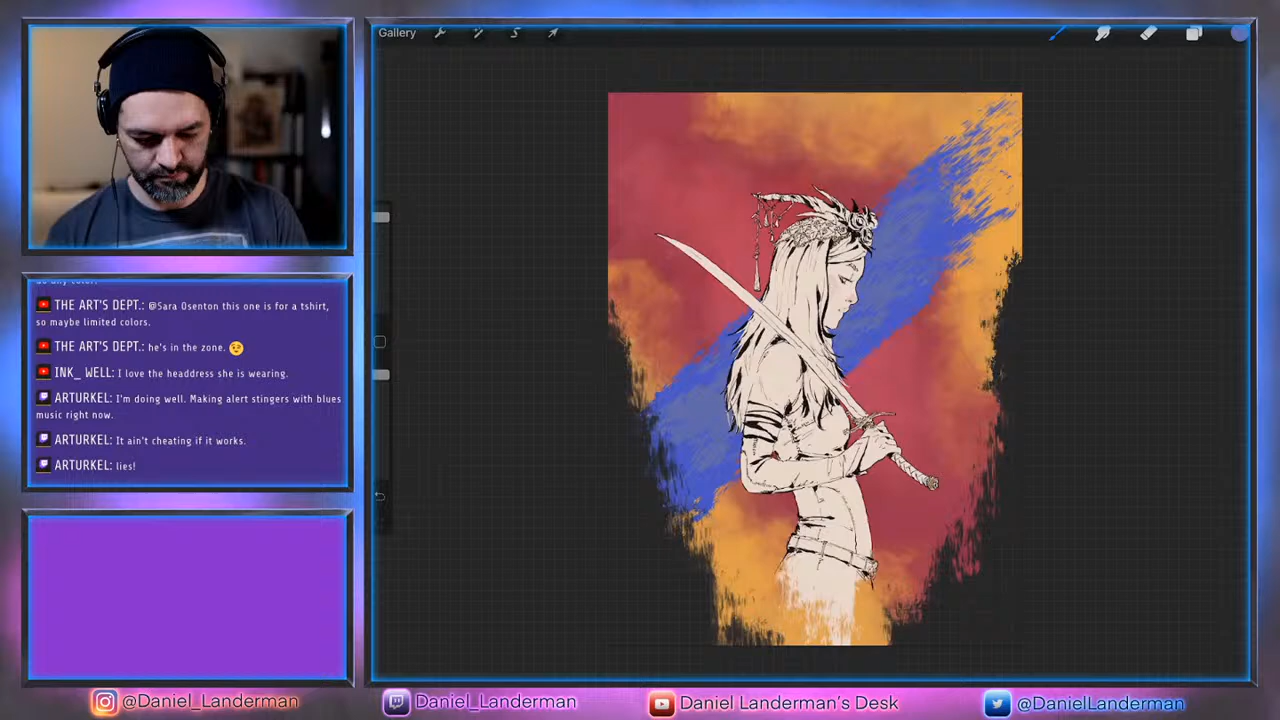 Gallery
THE ART'S DEPT.: @Sara Osenton this one is for a tshirt,
so maybe limited colors.
THE ART'S DEPT.: he's in the zone.
INK_ WELL: I love the headdress she is wearing.
ARTURKEL: I'm doing well. Making alert stingers with blues
music right now.
ARTURKEL: It ain't cheating if it works.
ARTURKEL: lies!
@Daniel_Landerman
Daniel_Landerman
Daniel Landerman's Desk
@DanielLanderman